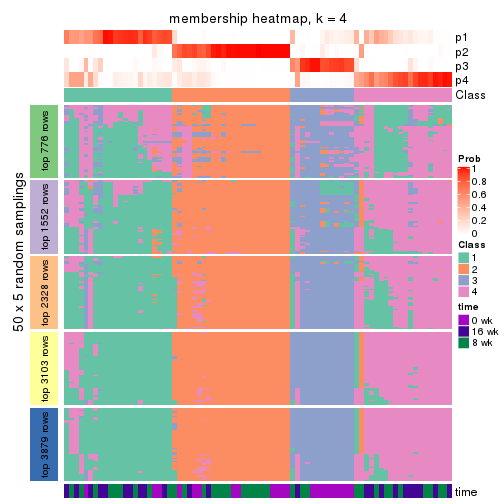 membership heatmap, k = 4
p1
p2
p3
p4
Class
50 x 5 random samplings
top 776 rows
top 1552 rows
top 2328 rows
top 3103 rows
top 3879 rows
time
Prob
1
0.8
0.6
0.4
0.2
0
Class
1
2
3
4
time
0 wk
16 wk
8 wk